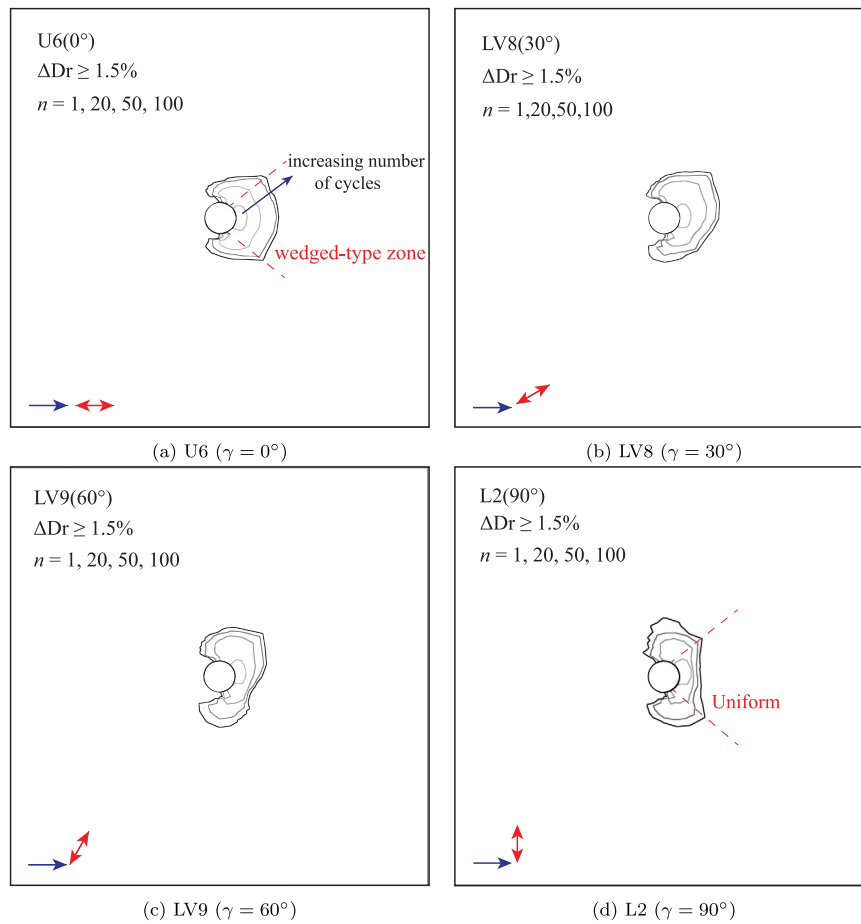 U6(0°)
ΔDr ≥ 1.5%
n = 1, 20, 50, 100
increasing number
of cycles
wedged-type zone
(a) U6 (γ = 0°)
LV8(30°)
ΔDr ≥ 1.5%
n = 1,20,50,100
(b) LV8 (γ = 30°)
LV9(60°)
ΔDr ≥ 1.5%
n = 1, 20, 50, 100
(c) LV9 (γ = 60°)
L2(90°)
ΔDr ≥ 1.5%
n = 1, 20, 50, 100
Uniform
(d) L2 (γ = 90°)